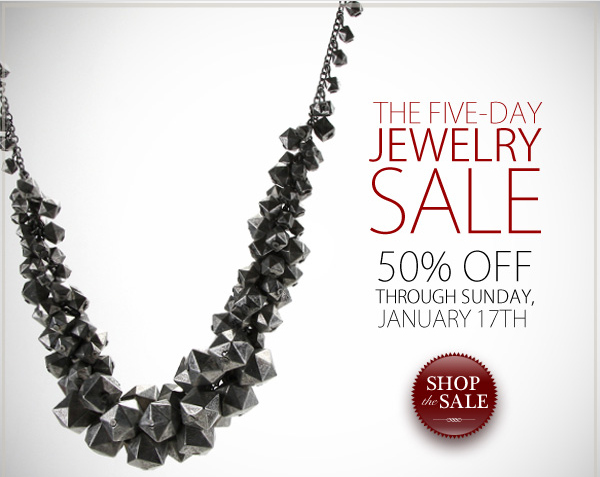 THE FIVE-DAY
JEWELRY
SALE
50% OFF
THROUGH SUNDAY,
JANUARY 17TH
SHOP
the SALE